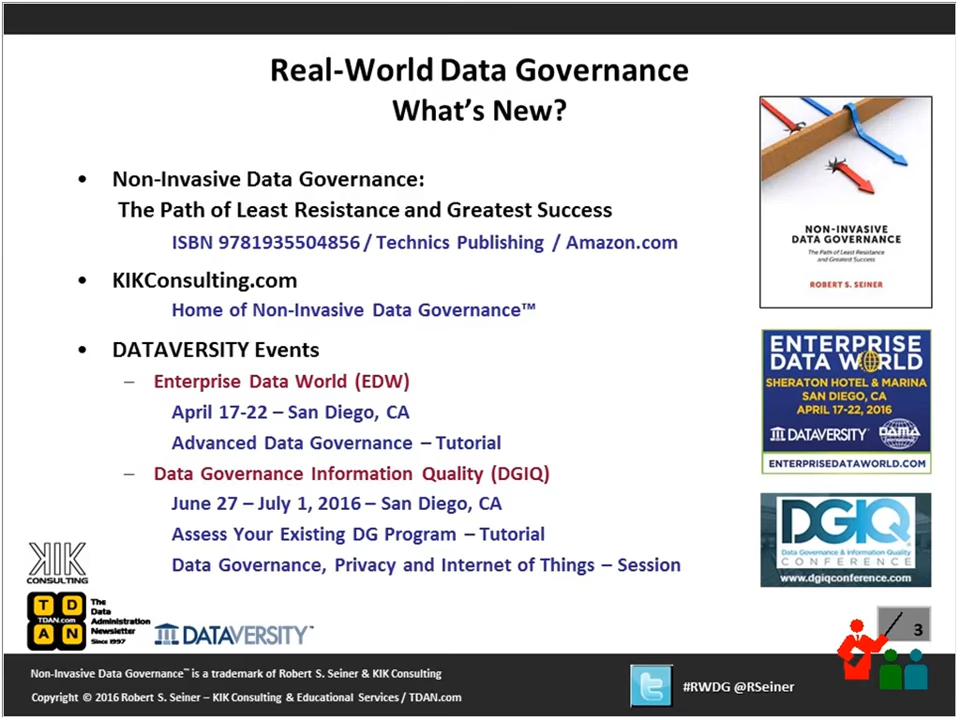 Real-World Data Governance
What's New?
• Non-Invasive Data Governance:
The Path of Least Resistance and Greatest Success
ISBN 9781935504856 / Technics Publishing / Amazon.com
• KIKConsulting.com
Home of Non-Invasive Data Governance™
• DATAVERSITY Events
– Enterprise Data World (EDW)
April 17-22 – San Diego, CA
Advanced Data Governance – Tutorial
– Data Governance Information Quality (DGIQ)
June 27 – July 1, 2016 – San Diego, CA
Assess Your Existing DG Program – Tutorial
Data Governance, Privacy and Internet of Things – Session
NON-INVASIVE
DATA GOVERNANCE
The Path of Least Resistance
and Greatest Success
ROBERT S. SEINER
ENTERPRISE
DATA WORLD
SHERATON HOTEL & MARINA
SAN DIEGO, CA
APRIL 17-22, 2016
DATAVERSITY
DAMA
ENTERPRISEDATAWORLD.COM
DGIQ
Data Governance & Information Quality
CONFERENCE
www.dgiqconference.com
KIK
CONSULTING
TD
TDAN.com
AN
The
Data
Administration
Newsletter
Since 1997
DATAVERSITY™
3
Non-Invasive Data Governance™ is a trademark of Robert S. Seiner & KIK Consulting
Copyright © 2016 Robert S. Seiner – KIK Consulting & Educational Services / TDAN.com
#RWDG @RSeiner